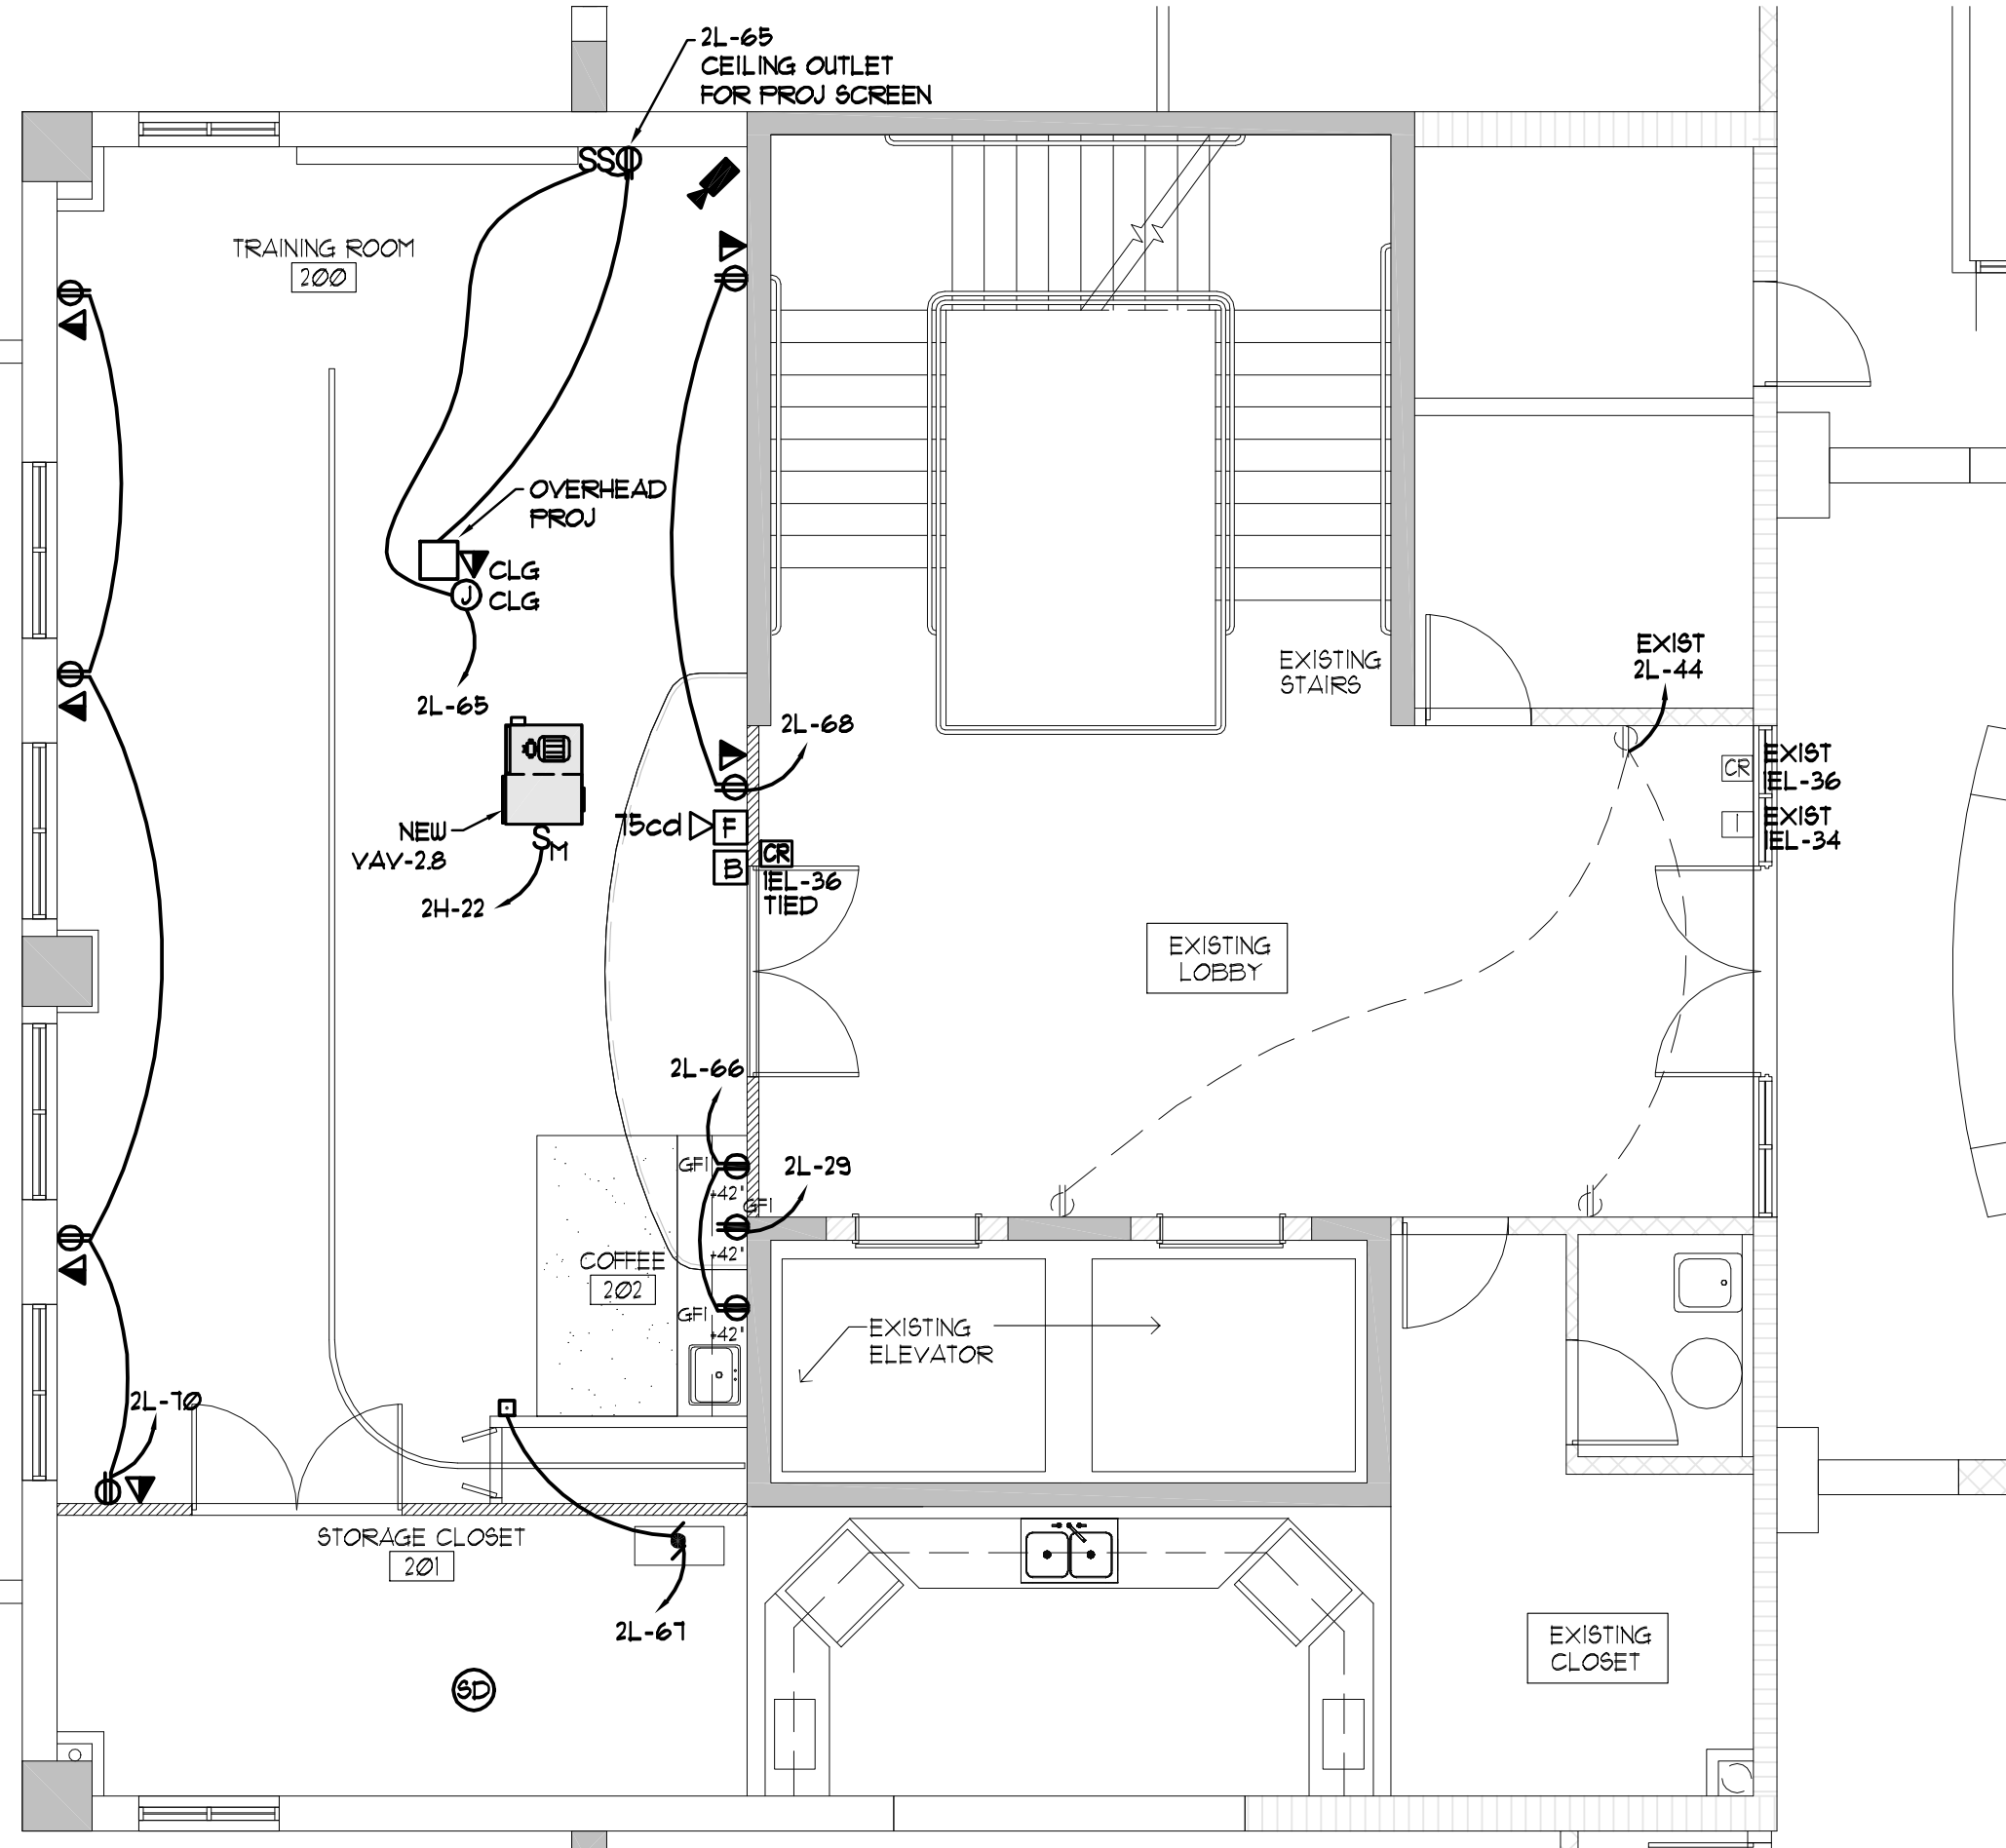 2L-65
CEILING OUTLET
FOR PROJ SCREEN
SS
TRAINING ROOM
200
OVERHEAD
PROJ
CLG
J
CLG
2L-65
EXISTING
STAIRS
EXIST
2L-44
2L-68
CR
EXIST
1EL-36
I
EXIST
1EL-34
NEW
VAV-2.8
SM
2H-22
75cd
F
B
CR
1EL-36
TIED
EXISTING
LOBBY
2L-66
GFI
+42"
2L-29
GFI
+42"
COFFEE
202
GFI
+42"
EXISTING
ELEVATOR
2L-70
STORAGE CLOSET
201
2L-67
EXISTING
CLOSET
SD